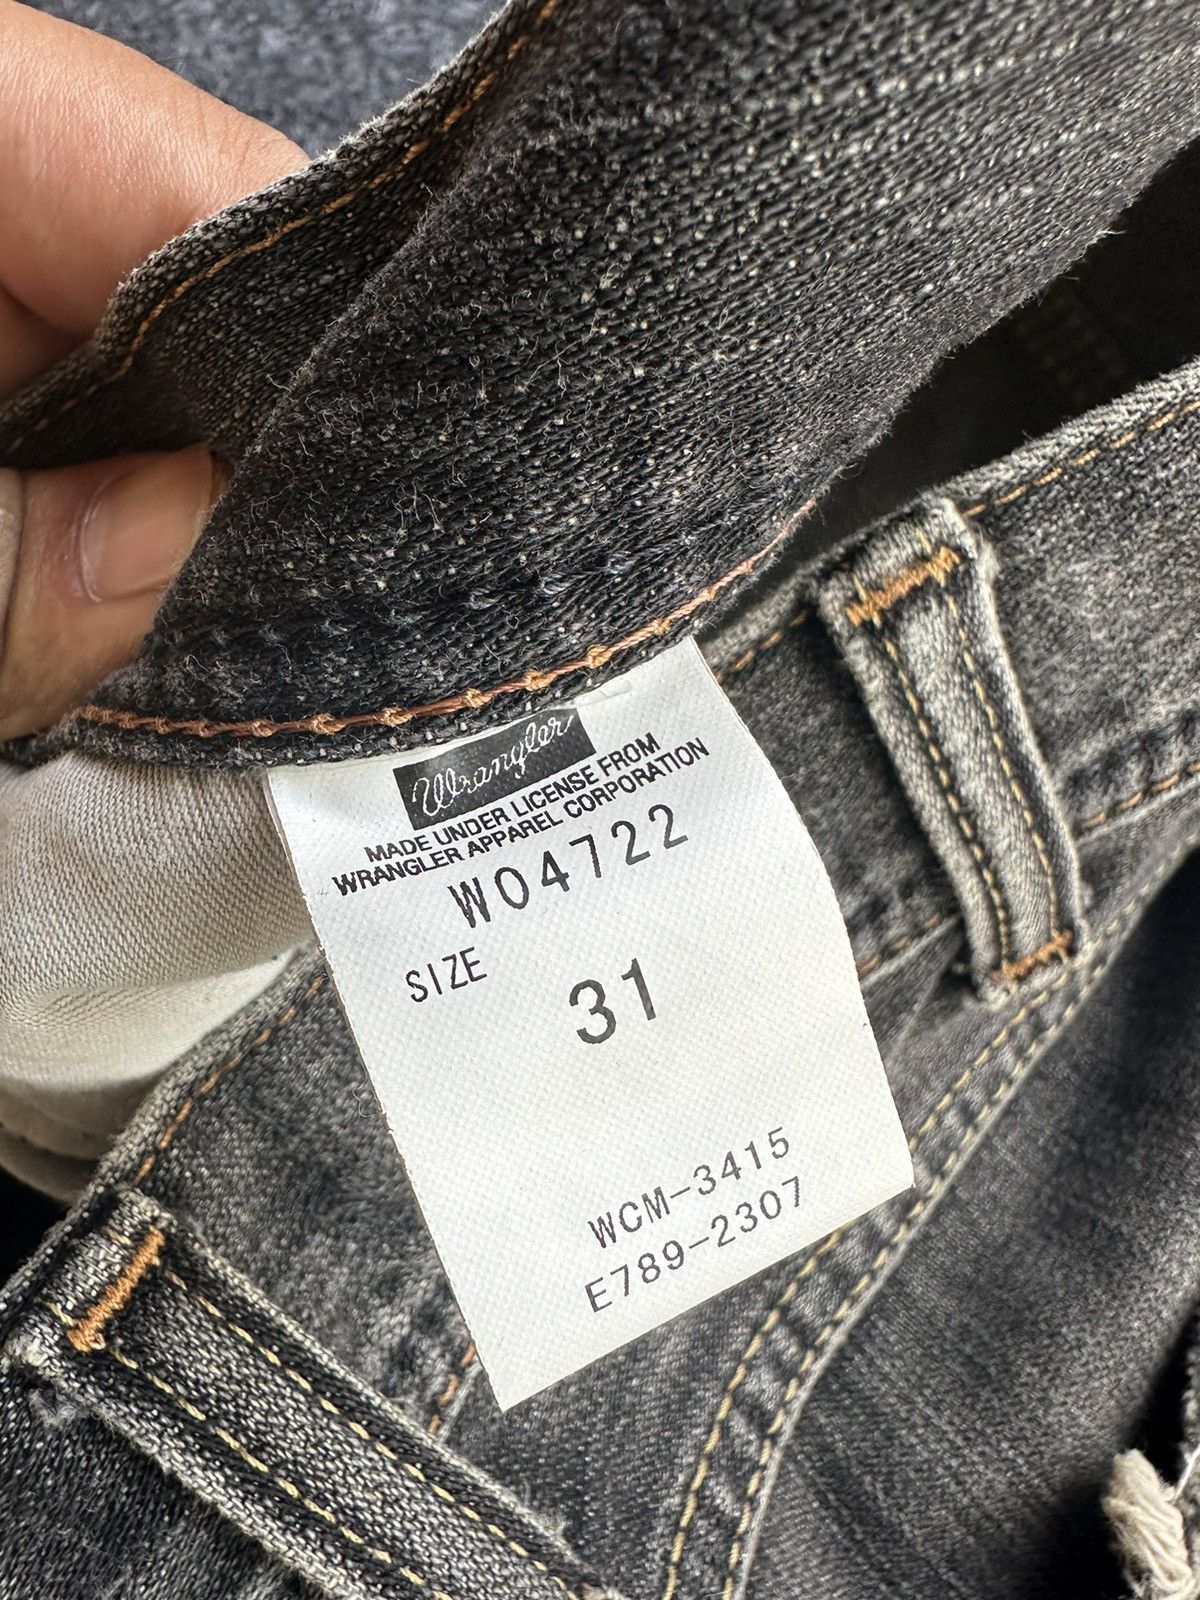 Wrangler
MADE UNDER LICENSE FROM
WRANGLER APPAREL CORPORATION
W04722
SIZE
31
WCM-3415
E789-2307